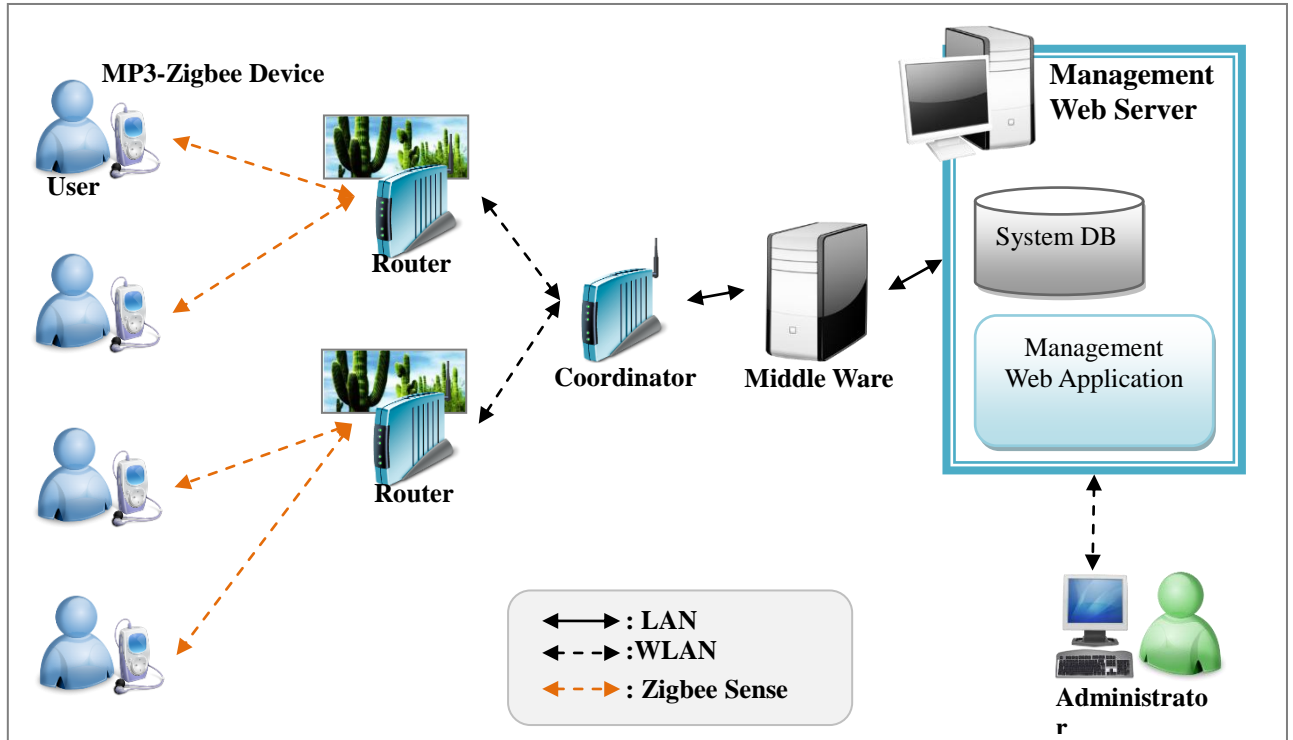 MP3-Zigbee Device
User
Router
Router
Coordinator
Middle Ware
Management
Web Server
System DB
Management
Web Application
Administrato
r
: LAN
:WLAN
: Zigbee Sense